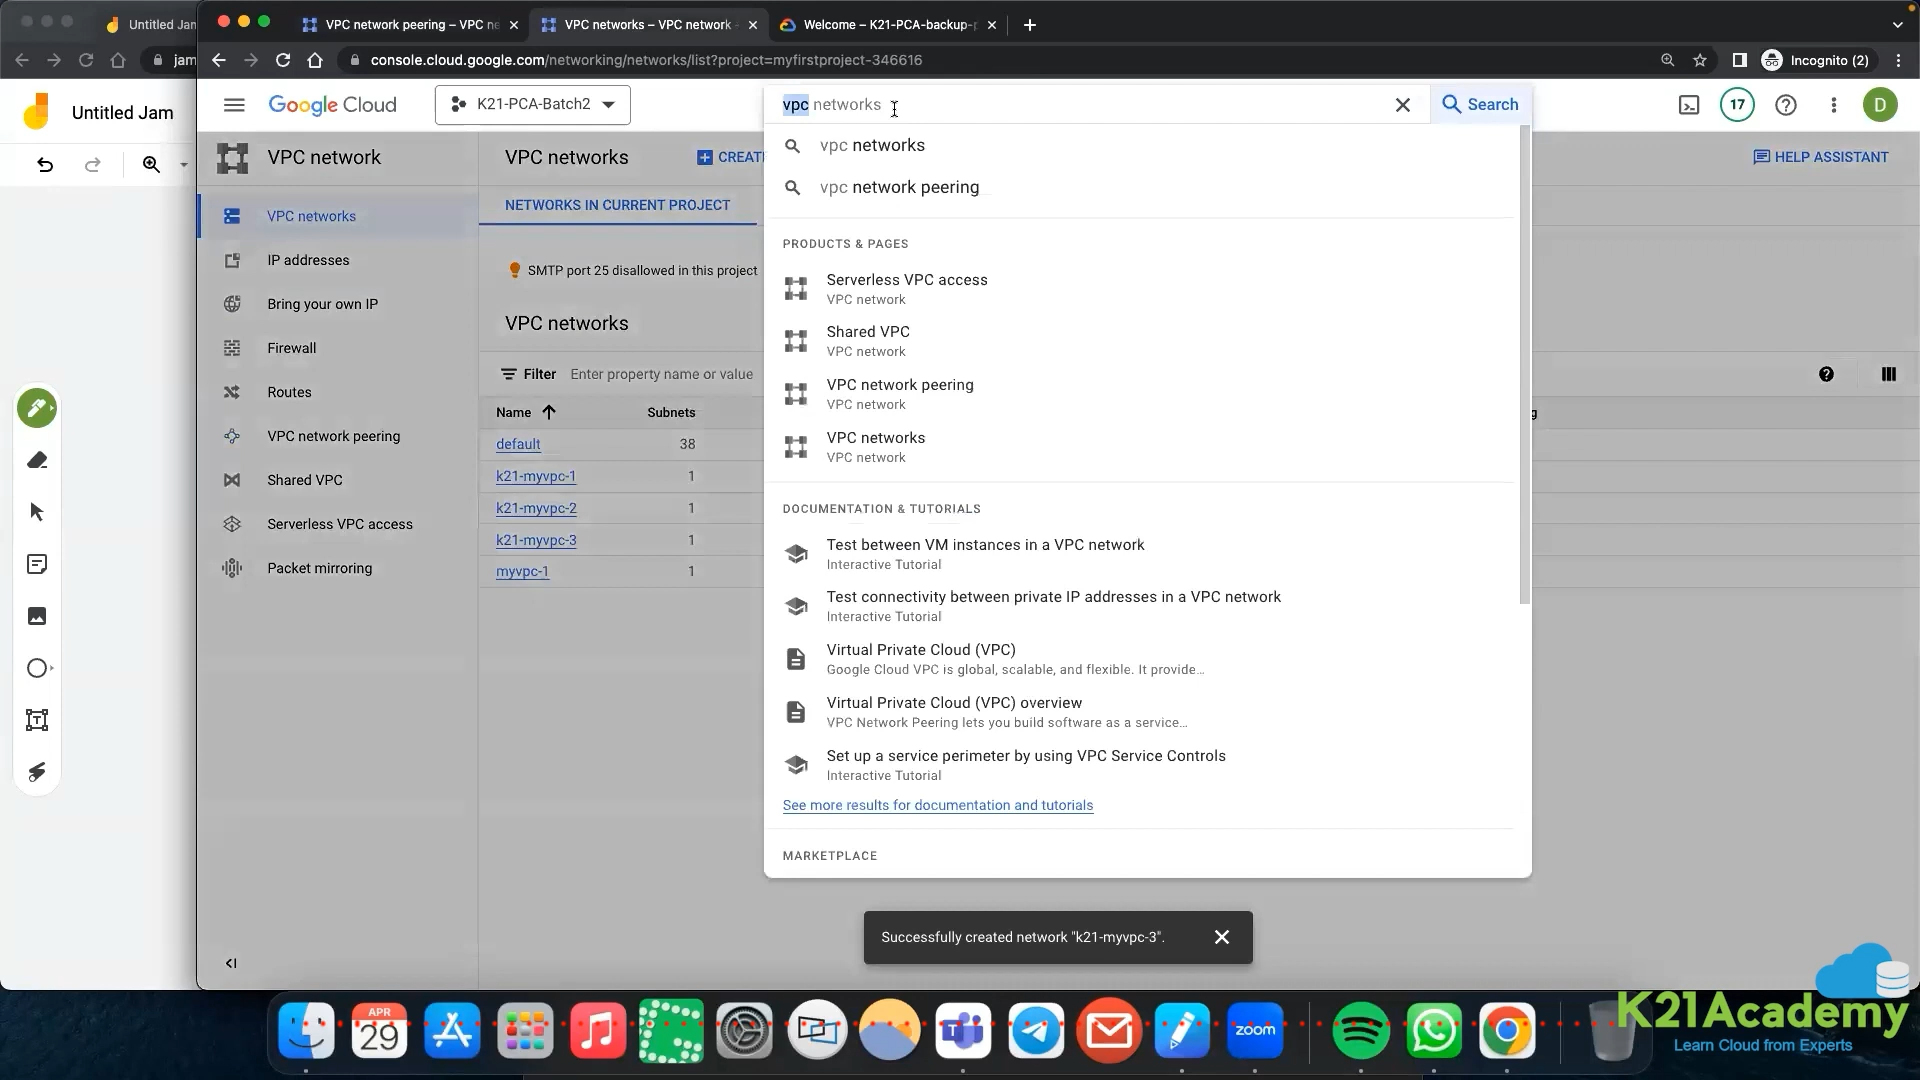 Untitled Jam
VPC network peering – VPC ne
VPC networks – VPC network
Welcome – K21-PCA-backup-p
jam
console.cloud.google.com/networking/networks/list?project=myfirstproject-346616
Incognito (2)
Untitled Jam
Google Cloud
K21-PCA-Batch2
vpc networks
Search
17
D
VPC network
VPC networks
CREAT
HELP ASSISTANT
vpc networks
vpc network peering
NETWORKS IN CURRENT PROJECT
SMTP port 25 disallowed in this project
VPC networks
IP addresses
Bring your own IP
Firewall
Routes
VPC network peering
Shared VPC
Serverless VPC access
Packet mirroring
VPC networks
Filter
Enter property name or value
Name
Subnets
g
default
38
k21-myvpc-1
1
k21-myvpc-2
1
k21-myvpc-3
1
myvpc-1
1
PRODUCTS & PAGES
Serverless VPC access
VPC network
Shared VPC
VPC network
VPC network peering
VPC network
VPC networks
VPC network
DOCUMENTATION & TUTORIALS
Test between VM instances in a VPC network
Interactive Tutorial
Test connectivity between private IP addresses in a VPC network
Interactive Tutorial
Virtual Private Cloud (VPC)
Google Cloud VPC is global, scalable, and flexible. It provide...
Virtual Private Cloud (VPC) overview
VPC Network Peering lets you build software as a service...
Set up a service perimeter by using VPC Service Controls
Interactive Tutorial
See more results for documentation and tutorials
MARKETPLACE
Successfully created network "k21-myvpc-3".
APR
29
zoom
K21Academy
Learn Cloud from Experts